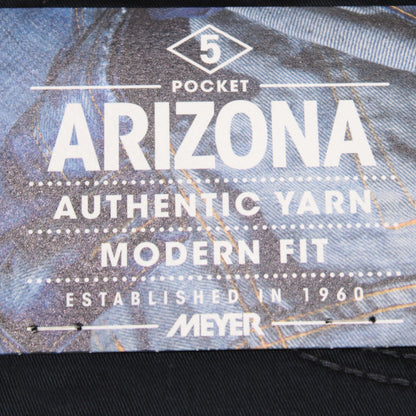 5
POCKET
ARIZONA
AUTHENTIC YARN
MODERN FIT
ESTABLISHED IN 1960
MEYER